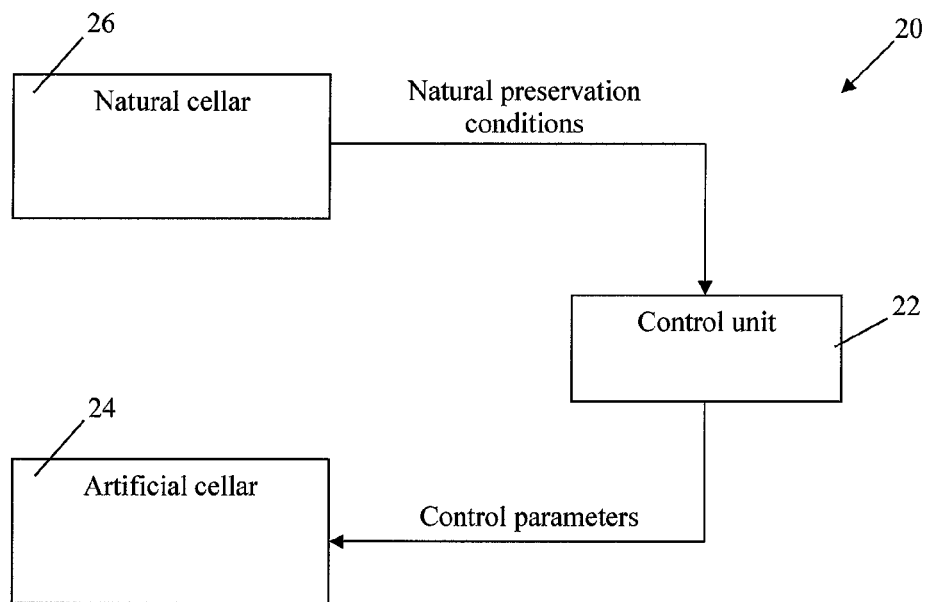 26
20
Natural cellar
Natural preservation
conditions
Control unit
22
24
Artificial cellar
Control parameters